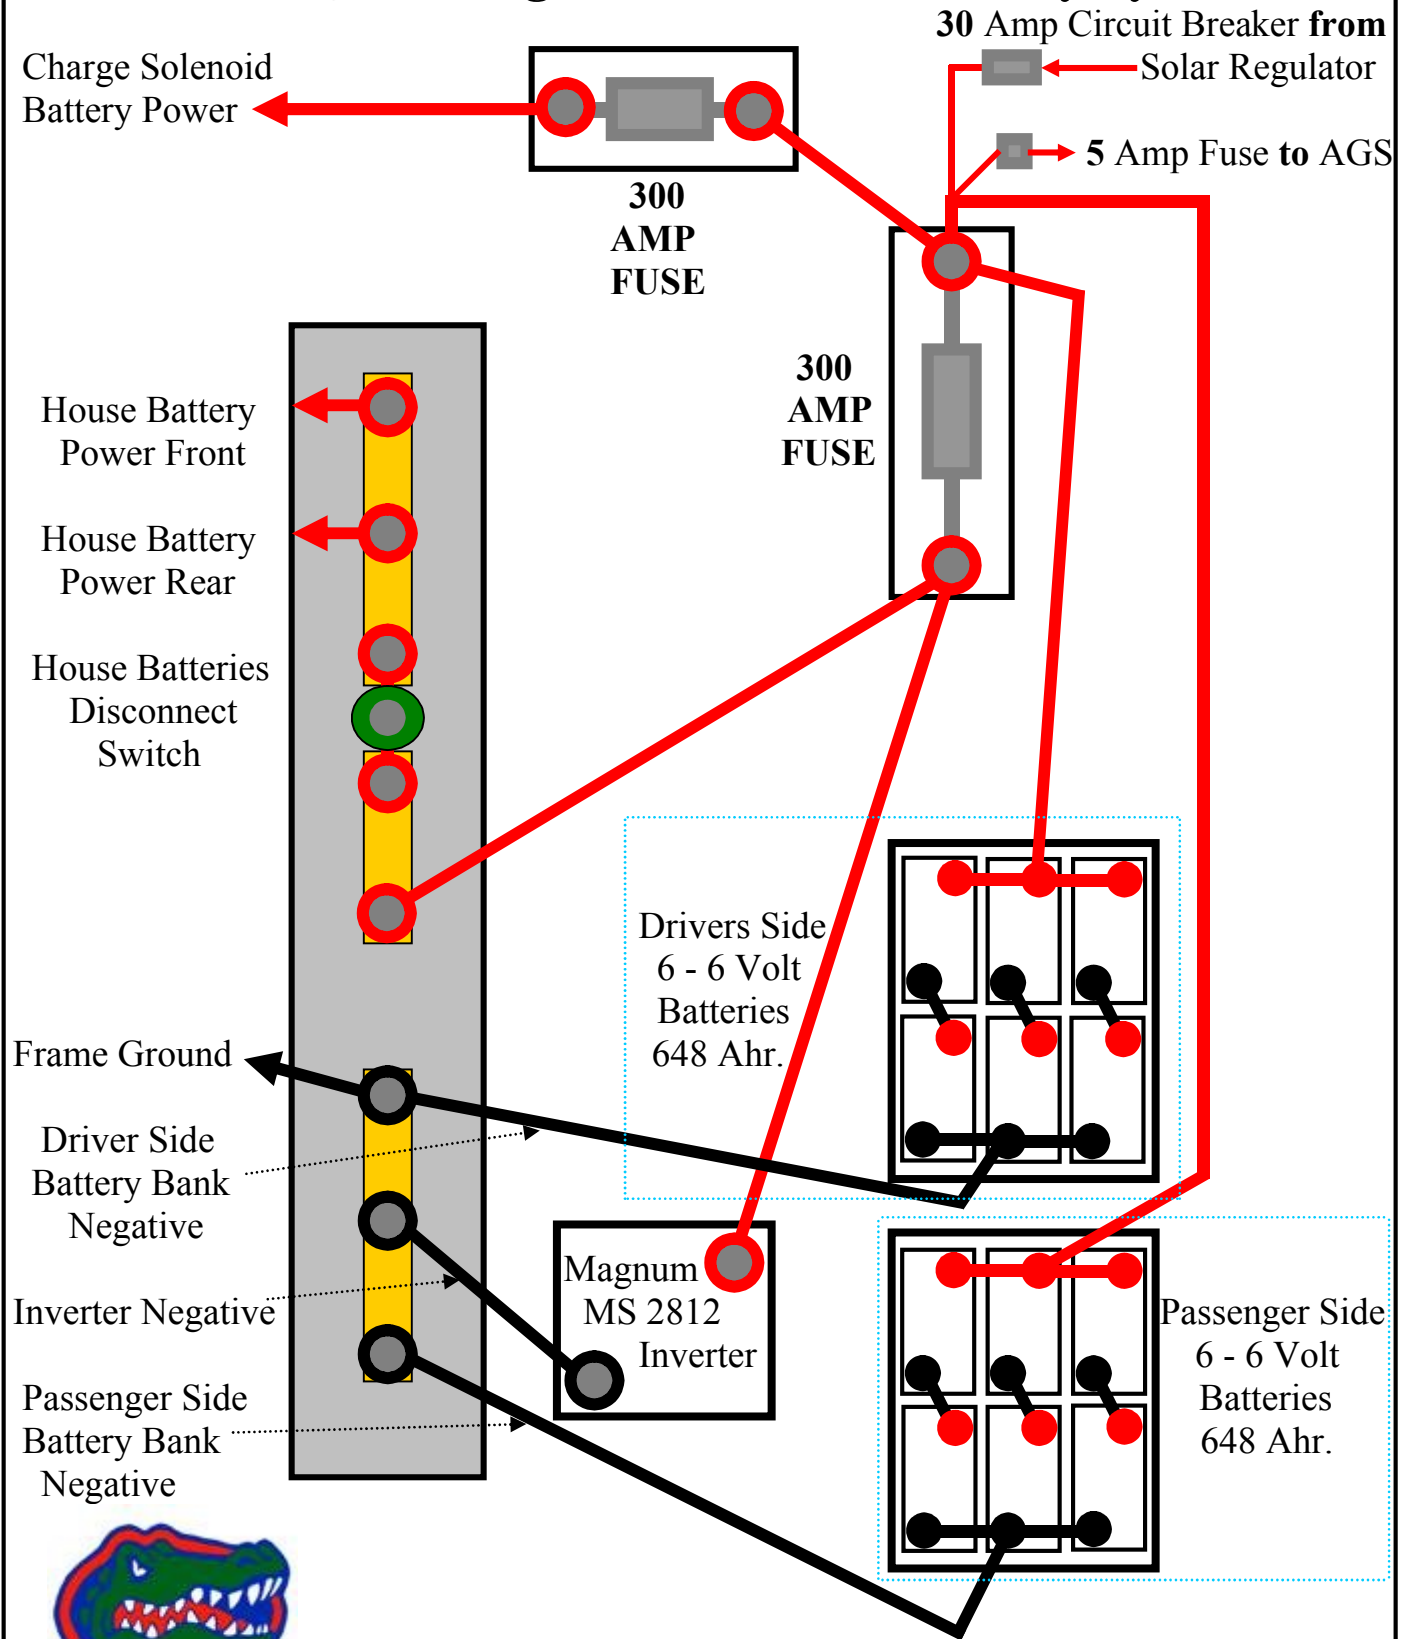 30 Amp Circuit Breaker from
Solar Regulator
Charge Solenoid
Battery Power
5 Amp Fuse to AGS
300
AMP
FUSE
300
AMP
FUSE
House Battery
Power Front
House Battery
Power Rear
House Batteries
Disconnect
Switch
Drivers Side
6 - 6 Volt
Batteries
648 Ahr.
Frame Ground
Driver Side
Battery Bank
Negative
Inverter Negative
Magnum
MS 2812
Inverter
Passenger Side
6 - 6 Volt
Batteries
648 Ahr.
Passenger Side
Battery Bank
Negative